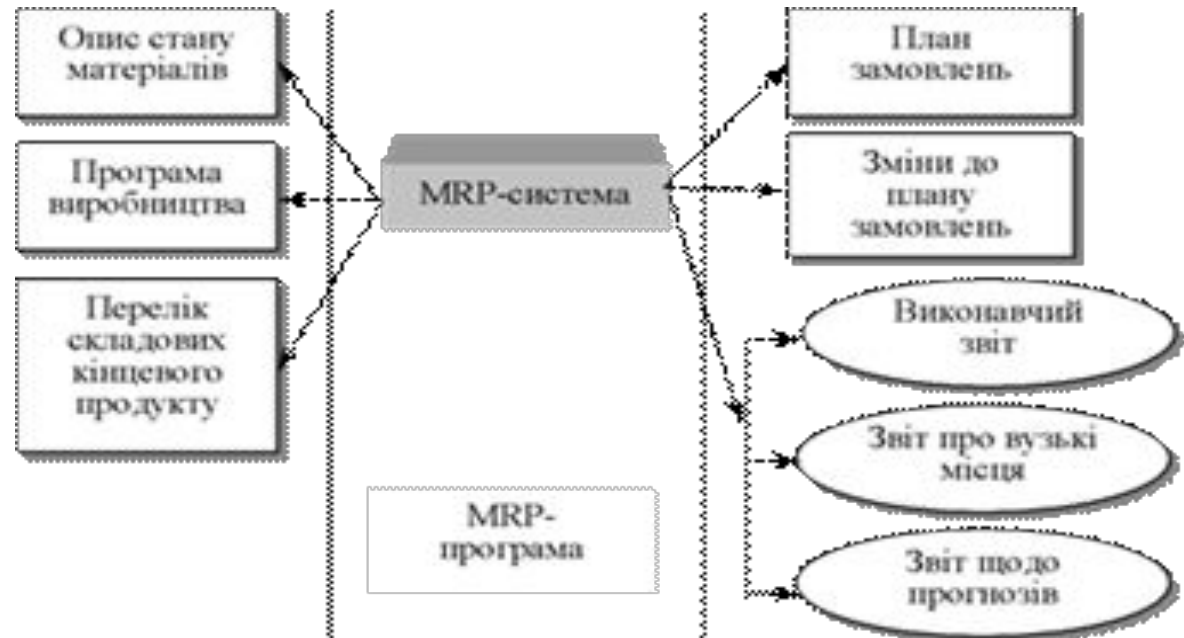 Опис стану
матеріалів
Програма
виробництва
Перелік
складових
кінцевого
продукту
MRP-система
MRP-
програма
План
замовлень
Зміни до
плану
замовлень
Виконавчий
звіт
Звіт про вузькі
місця
Звіт щодо
прогнозів